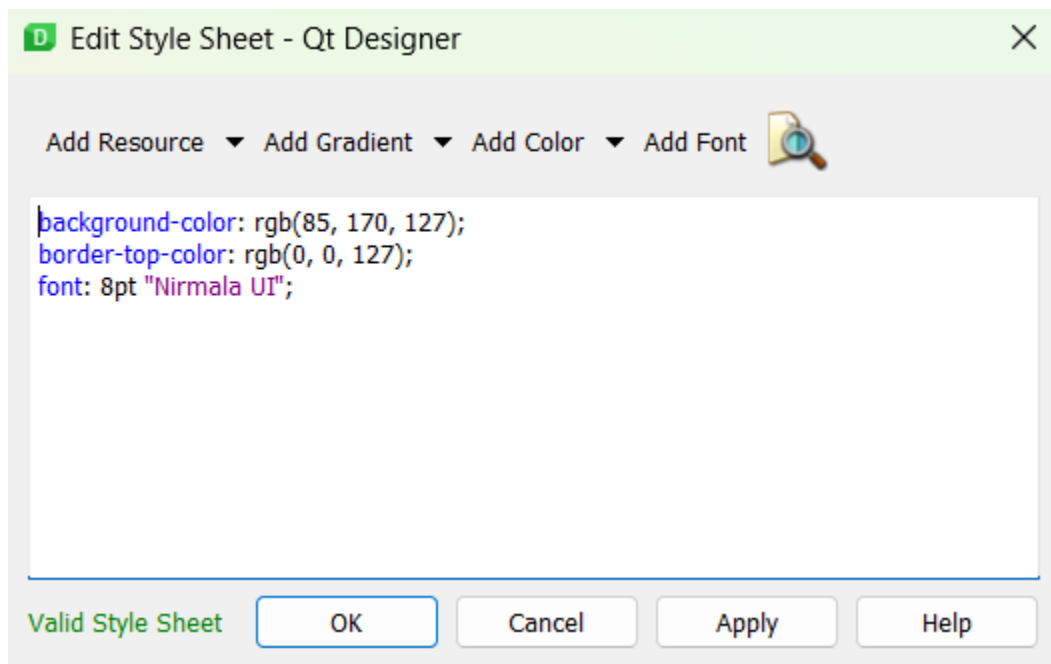 Edit Style Sheet - Qt Designer
Add Resource Add Gradient Add Color Add Font
background-color: rgb(85, 170, 127);
border-top-color: rgb(0, 0, 127);
font: 8pt "Nirmala UI";
Valid Style Sheet OK Cancel Apply Help